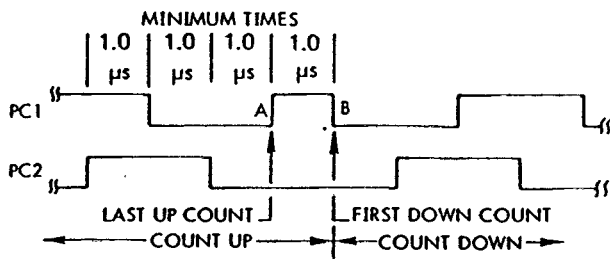 MINIMUM TIMES
1.0 1.0 1.0 1.0
µs µs µs µs
PC1 A B
PC2
LAST UP COUNT FIRST DOWN COUNT
COUNT UP COUNT DOWN